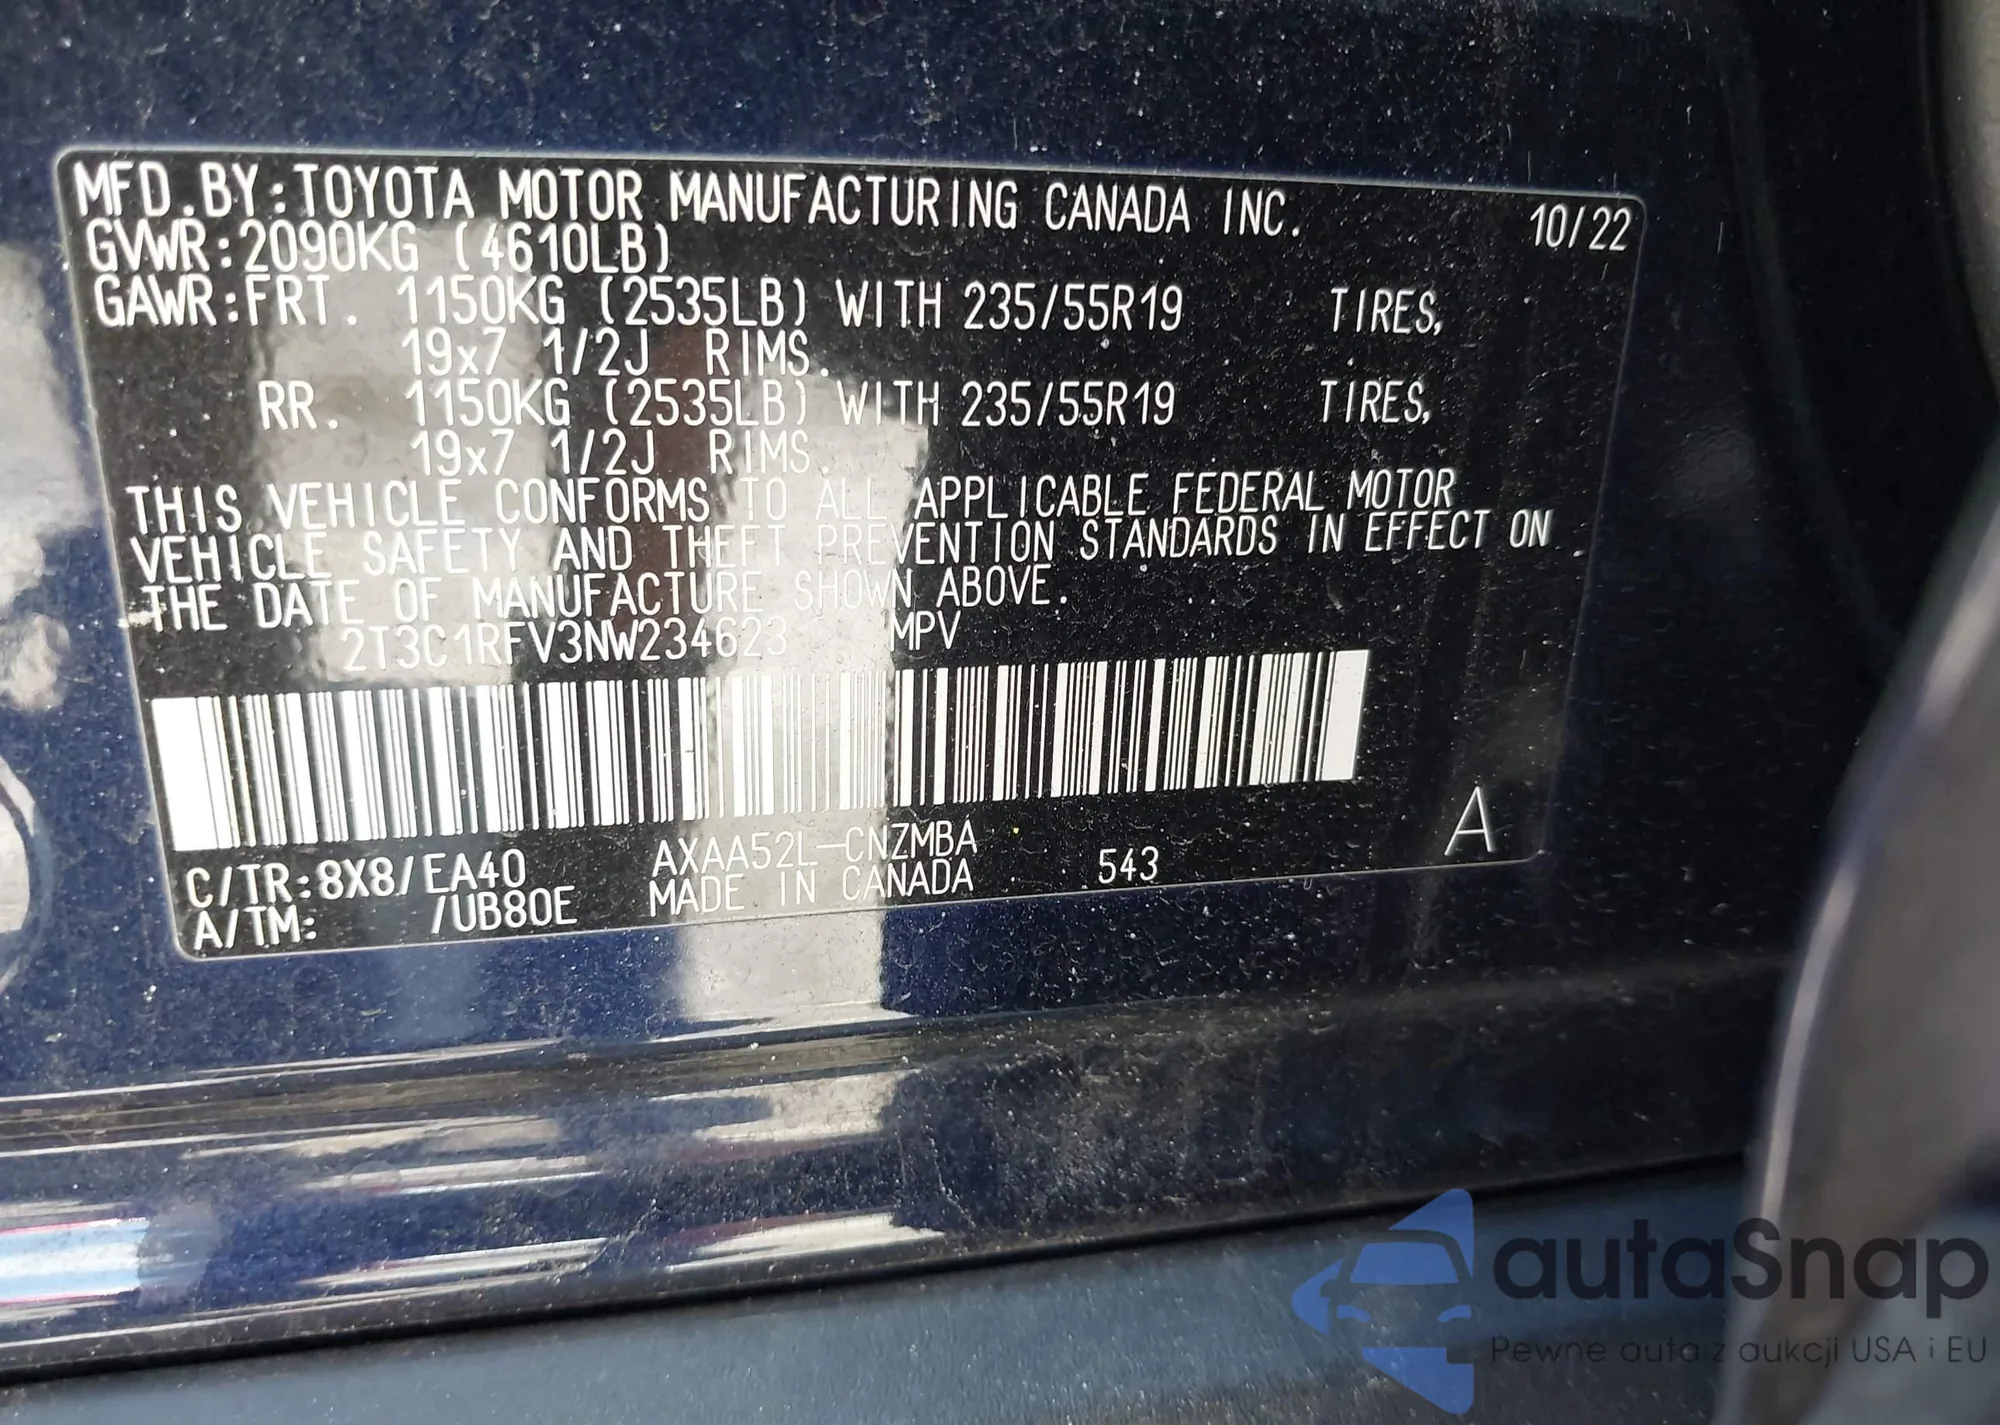 MFD.BY:TOYOTA MOTOR MANUFACTURING CANADA INC. 10/22
GVWR:2090KG (4610LB)
GAWR:FRT. 1150KG (2535LB) WITH 235/55R19 TIRES,
19x7 1/2J RIMS.
RR. 1150KG (2535LB) WITH 235/55R19 TIRES,
19x7 1/2J RIMS.
THIS VEHICLE CONFORMS TO ALL APPLICABLE FEDERAL MOTOR
VEHICLE SAFETY AND THEFT PREVENTION STANDARDS IN EFFECT ON
THE DATE OF MANUFACTURE SHOWN ABOVE.
2T3C1RFV3NW234623 MPV
C/TR:8X8/EA40 AXAA52L-CNZMBA 543 A
A/TM: /UB80E MADE IN CANADA
autaSnap
Pewne auta z aukcji USA i EU